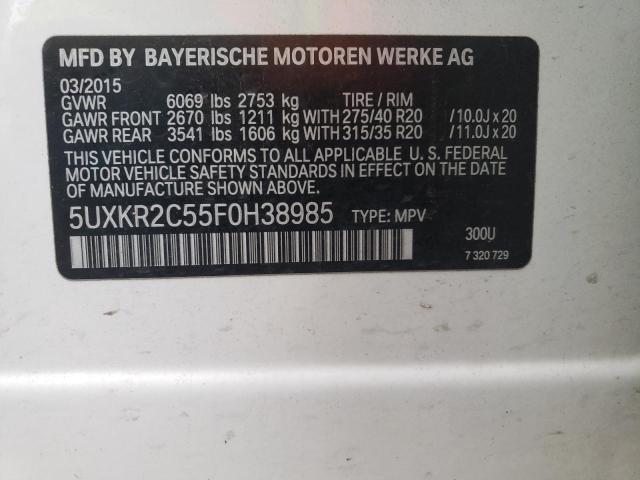 MFD BY BAYERISCHE MOTOREN WERKE AG
03/2015
GVWR 6069 lbs 2753 kg TIRE / RIM
GAWR FRONT 2670 lbs 1211 kg WITH 275/40 R20 /10.0J x 20
GAWR REAR 3541 lbs 1606 kg WITH 315/35 R20 /11.0J x 20
THIS VEHICLE CONFORMS TO ALL APPLICABLE U. S. FEDERAL
MOTOR VEHICLE SAFETY STANDARDS IN EFFECT ON THE DATE
OF MANUFACTURE SHOWN ABOVE.
5UXKR2C55F0H38985 TYPE: MPV
300U
7 320 729